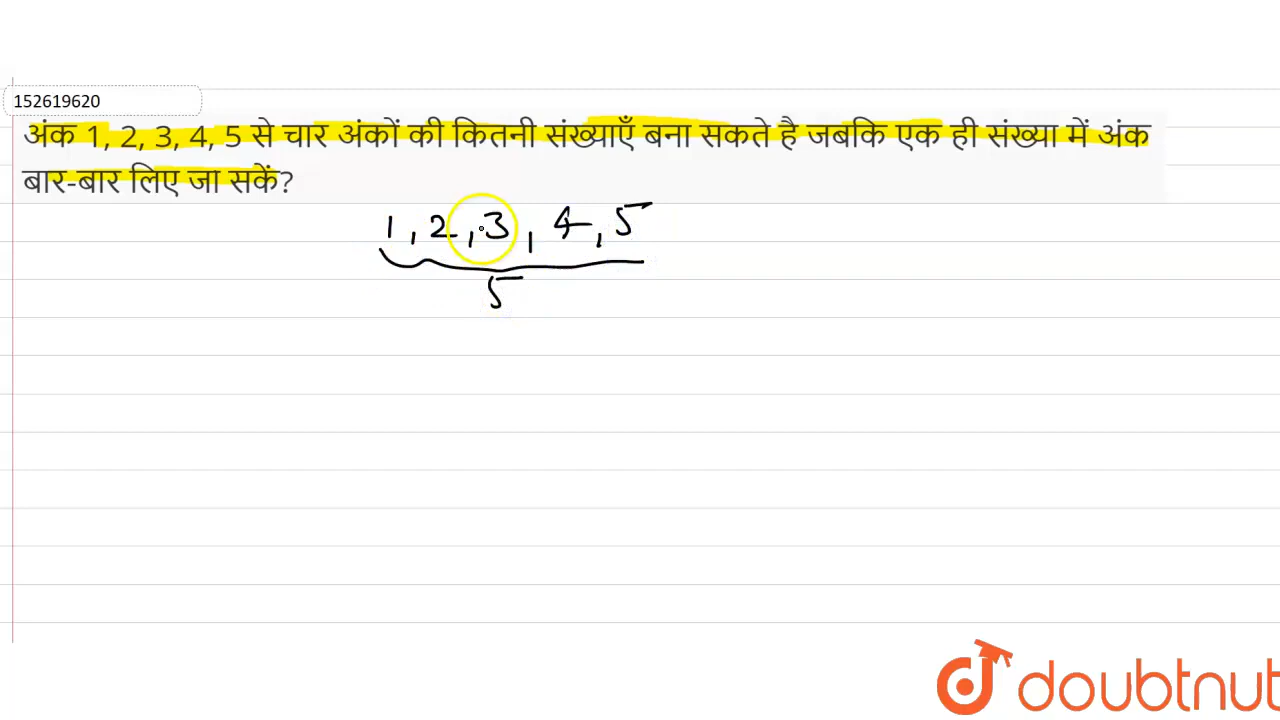 152619620
अंक 1, 2, 3, 4, 5 से चार अंकों की कितनी संख्याएँ बना सकते है जबकि एक ही संख्या में अंक
बार-बार लिए जा सकें?
1, 2, 3, 4, 5
5
doubtnut